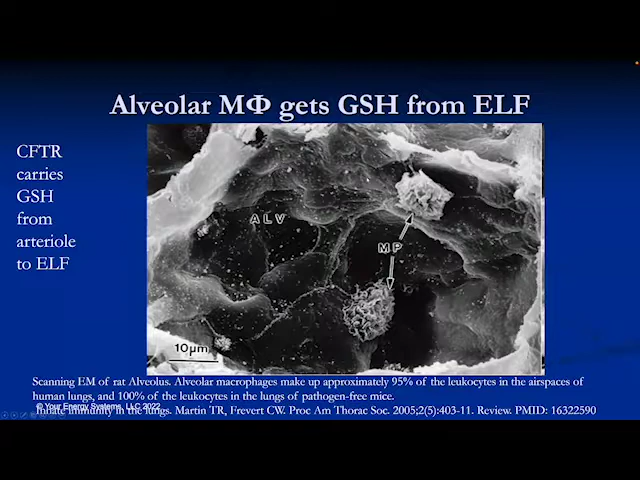 Alveolar MΦ gets GSH from ELF
CFTR
carries
GSH
from
arteriole
to ELF
ALV
MP
10μm
Scanning EM of rat Alveolus. Alveolar macrophages make up approximately 95% of the leukocytes in the airspaces of
human lungs, and 100% of the leukocytes in the lungs of pathogen-free mice.
© Your Energy Systems, LLC 2022
Innate immunity in the lungs. Martin TR, Frevert CW. Proc Am Thorac Soc. 2005;2(5):403-11. Review. PMID: 16322590